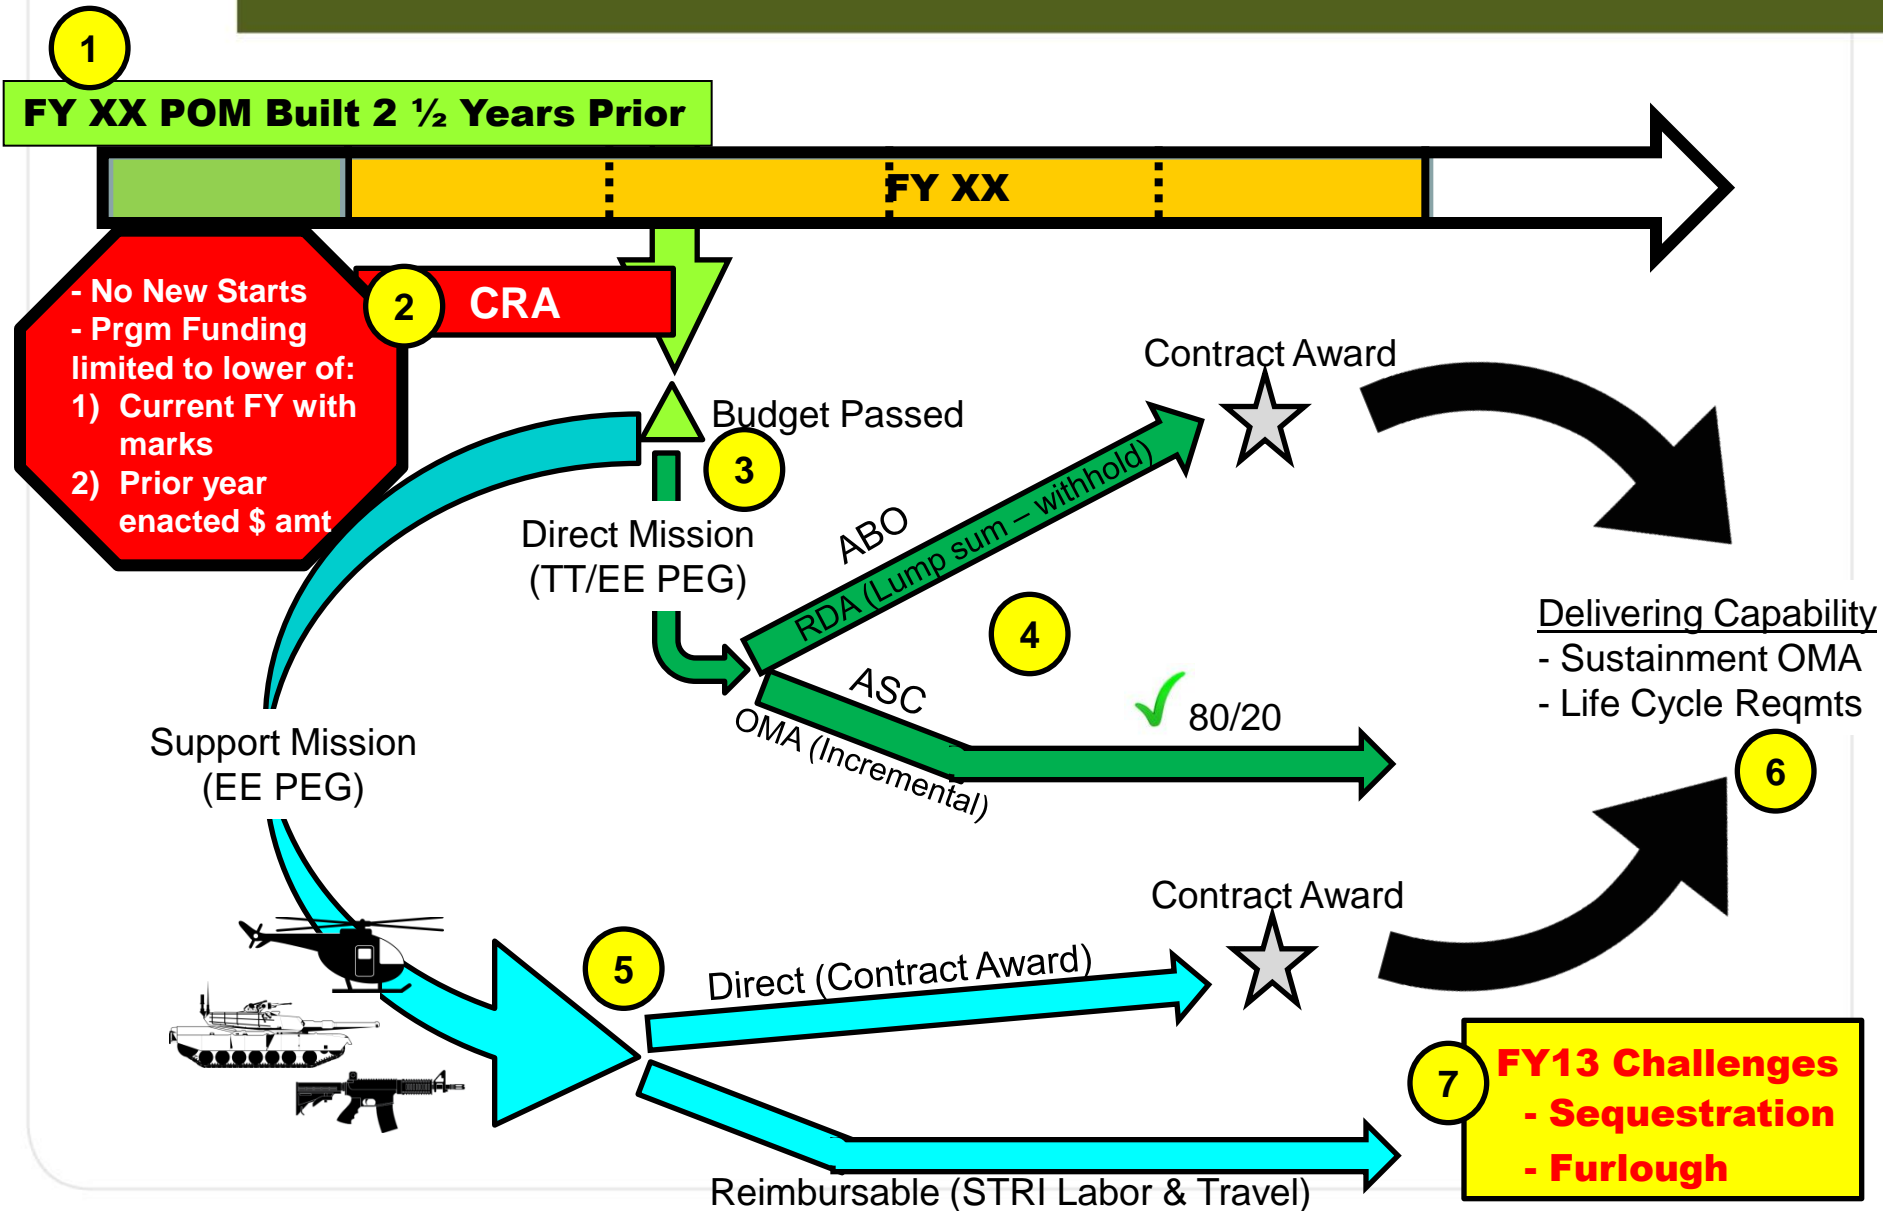 1
FY XX POM Built 2 ½ Years Prior
FY XX
- No New Starts
- Prgm Funding
limited to lower of:
1) Current FY with
marks
2) Prior year
enacted $ amt
2
CRA
Budget Passed
3
Direct Mission
(TT/EE PEG)
ABO
RDA (Lump sum – withhold)
Contract Award
4
ASC
OMA (Incremental)
80/20
Delivering Capability
- Sustainment OMA
- Life Cycle Reqmts
6
Support Mission
(EE PEG)
5
Direct (Contract Award)
Contract Award
Reimbursable (STRI Labor & Travel)
7
FY13 Challenges
- Sequestration
- Furlough